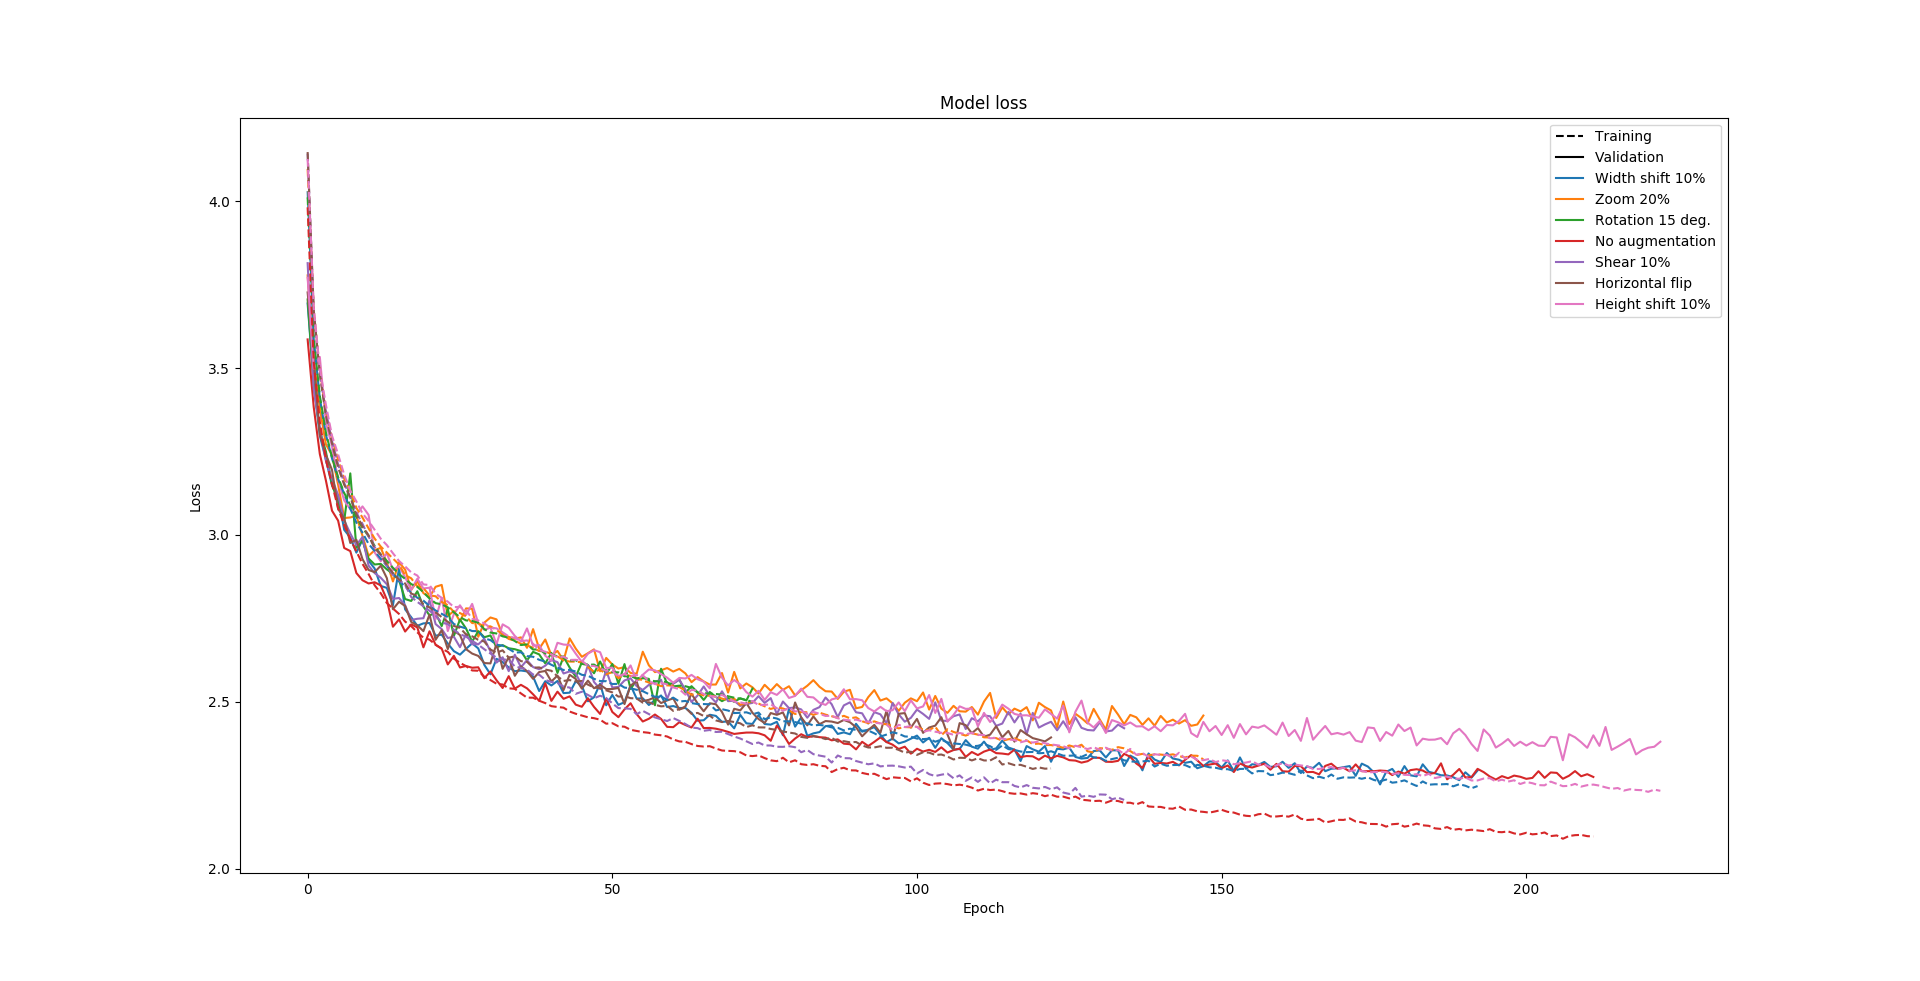 Model loss
Training
Validation
Width shift 10%
Zoom 20%
Rotation 15 deg.
No augmentation
Shear 10%
Horizontal flip
Height shift 10%
4.0
3.5
3.0
2.5
2.0
Loss
0 50 100 150 200
Epoch